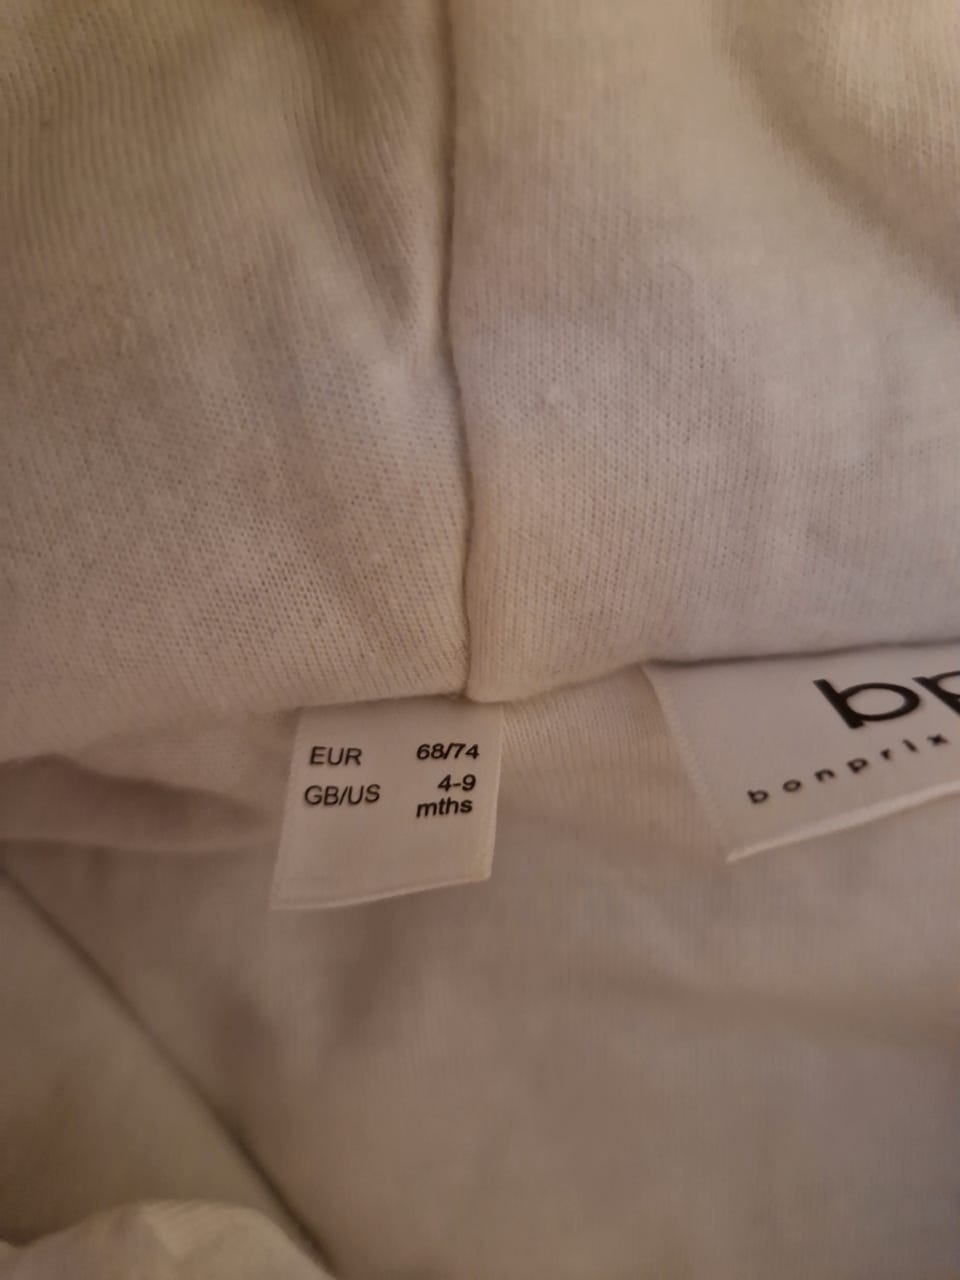 EUR 68/74
GB/US 4-9
mths
bp
bonprix